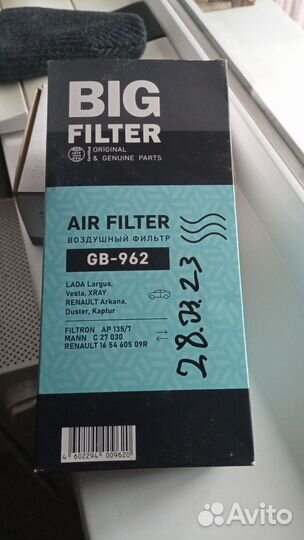 BIG
FILTER
ORIGINAL
& GENUINE PARTS
AIR FILTER
ВОЗДУШНЫЙ ФИЛЬТР
GB-962
LADA Largus,
Vesta, XRAY
RENAULT Arkana,
Duster, Kaptur
FILTRON AP 135/7
MANN C 27 030
RENAULT 16 54 605 09R
28.03.23
4 602294 009620
Avito